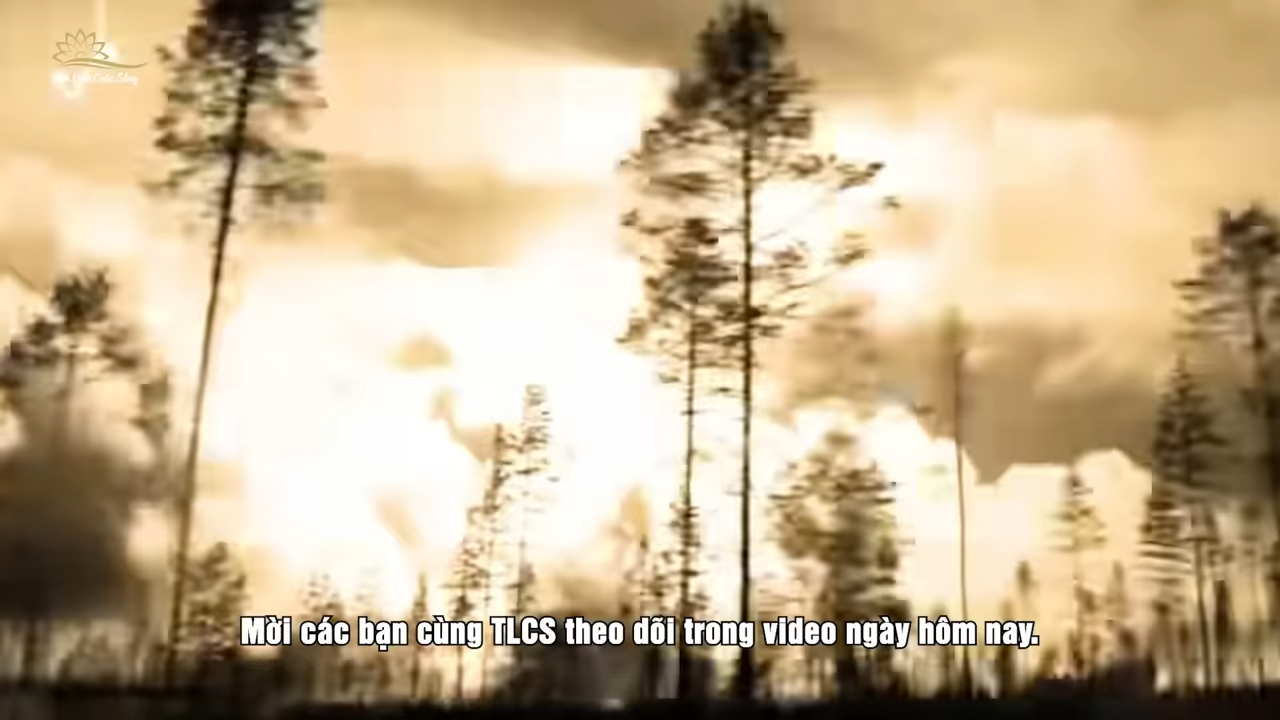 Mời các bạn cùng TLCS theo dõi trong video ngày hôm nay.